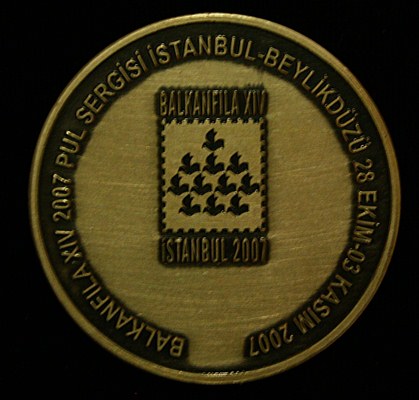 BALKANFILA XIV 2007 PUL SERGİSİ İSTANBUL-BEYLİKDÜZÜ 28 EKİM-03 KASIM 2007
BALKANFILA XIV
İSTANBUL 2007